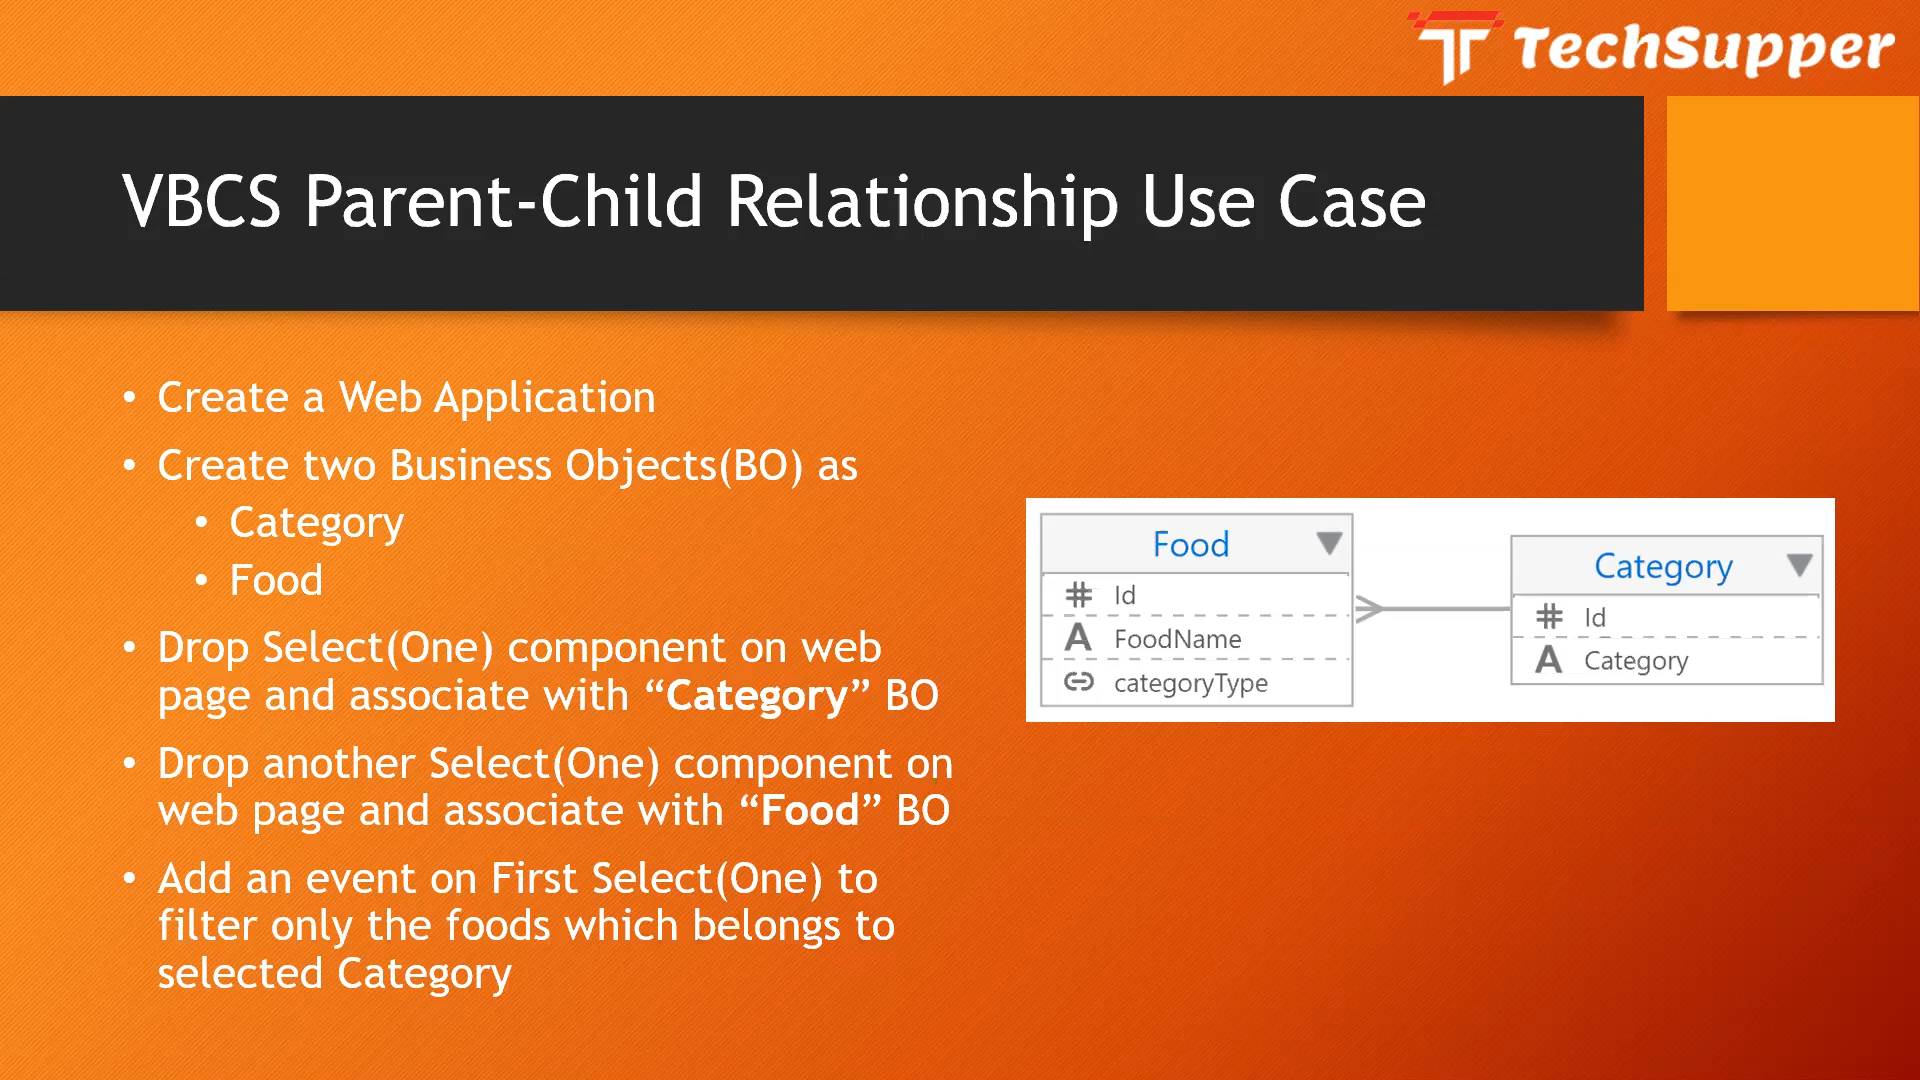 TechSupper
VBCS Parent-Child Relationship Use Case
• Create a Web Application
• Create two Business Objects(BO) as
• Category
• Food
• Drop Select(One) component on web
page and associate with “Category” BO
• Drop another Select(One) component on
web page and associate with “Food” BO
• Add an event on First Select(One) to
filter only the foods which belongs to
selected Category
Food
# Id
A FoodName
categoryType
Category
# Id
A Category